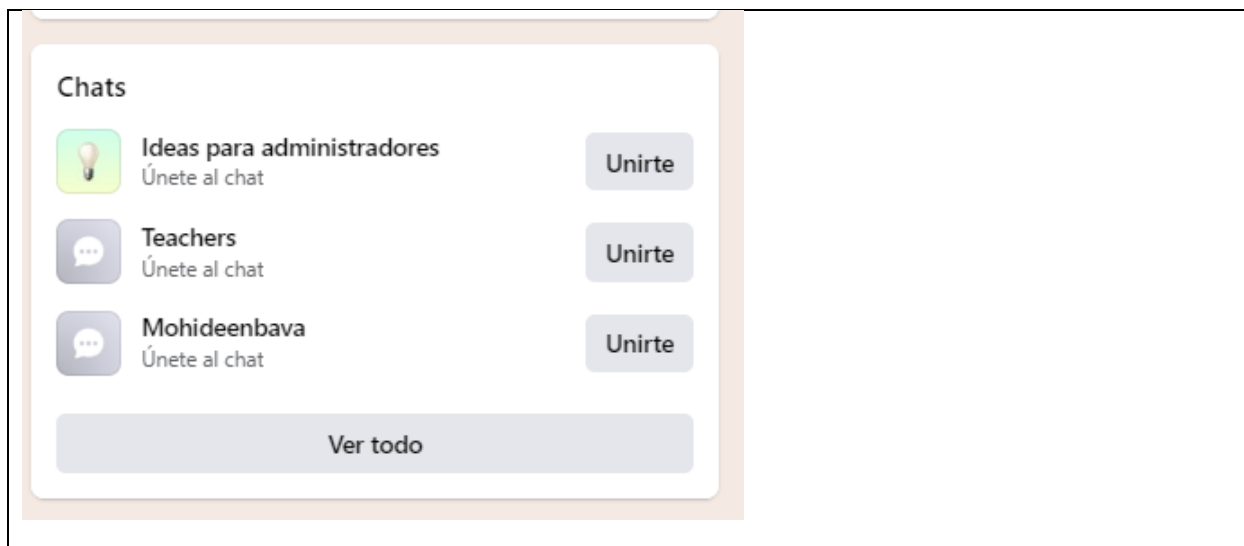 Chats
Ideas para administradores
Únete al chat
Unirte
Teachers
Únete al chat
Unirte
Mohideenbava
Únete al chat
Unirte
Ver todo